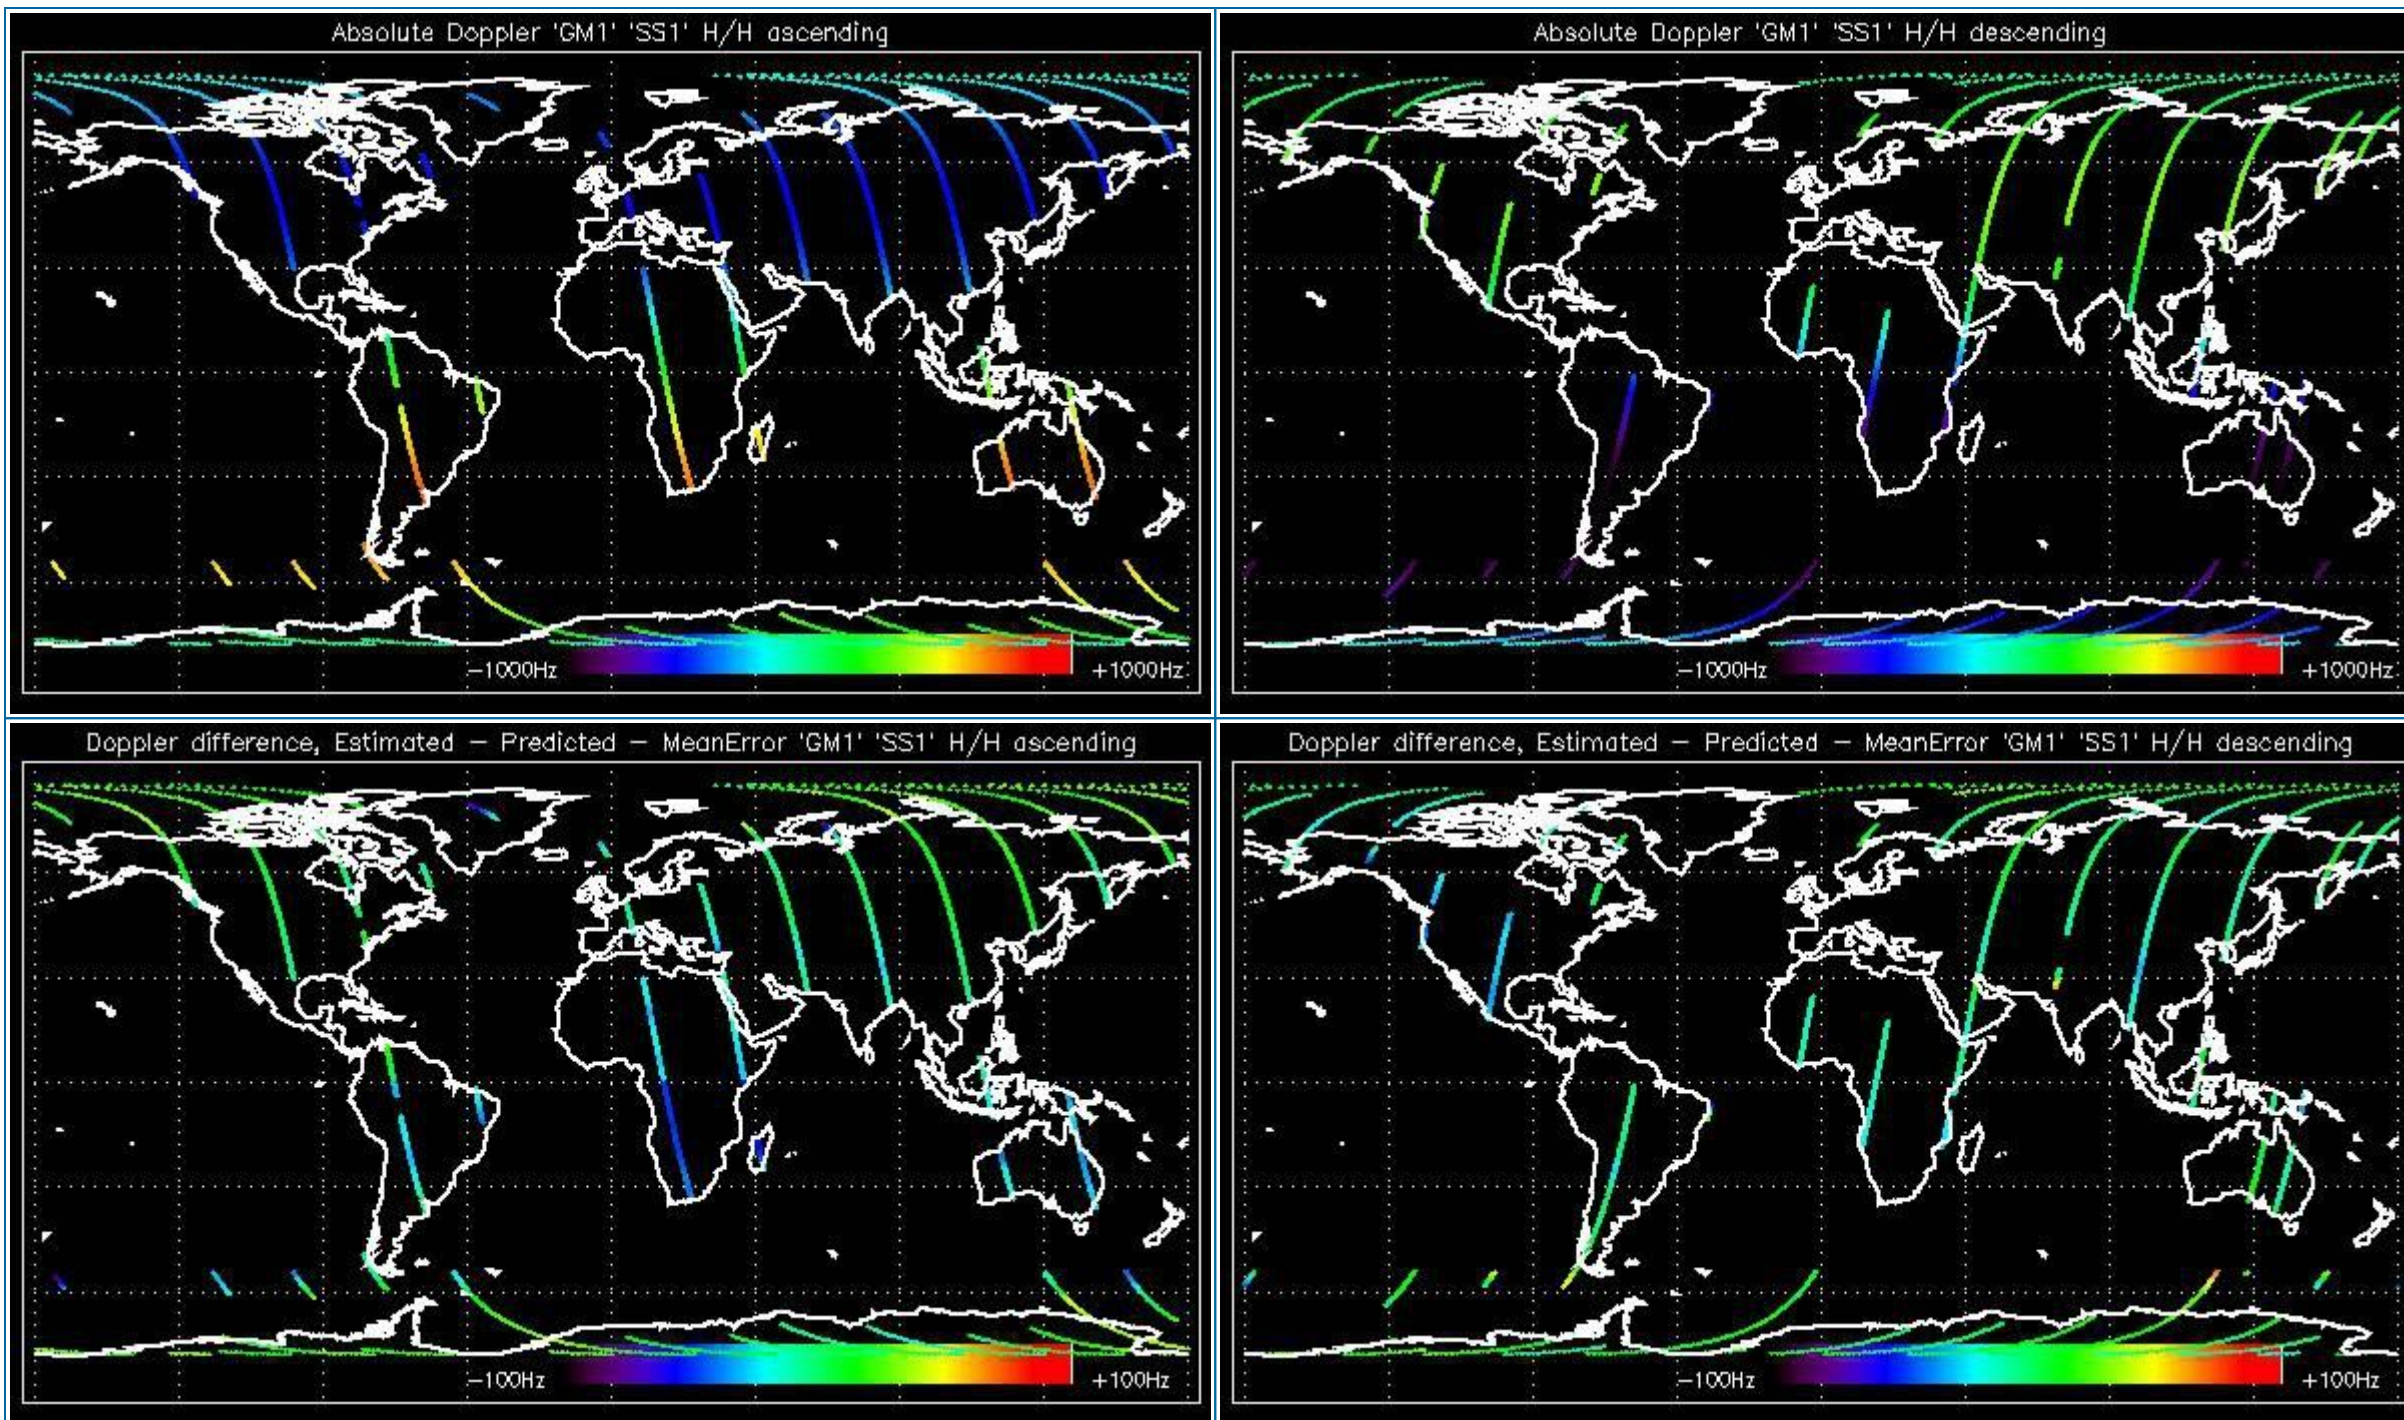 Absolute Doppler 'GM1' 'SS1' H/H ascending
-1000Hz
+1000Hz
Absolute Doppler 'GM1' 'SS1' H/H descending
-1000Hz
+1000Hz
Doppler difference, Estimated - Predicted - MeanError 'GM1' 'SS1' H/H ascending
-100Hz
+100Hz
Doppler difference, Estimated - Predicted - MeanError 'GM1' 'SS1' H/H descending
-100Hz
+100Hz